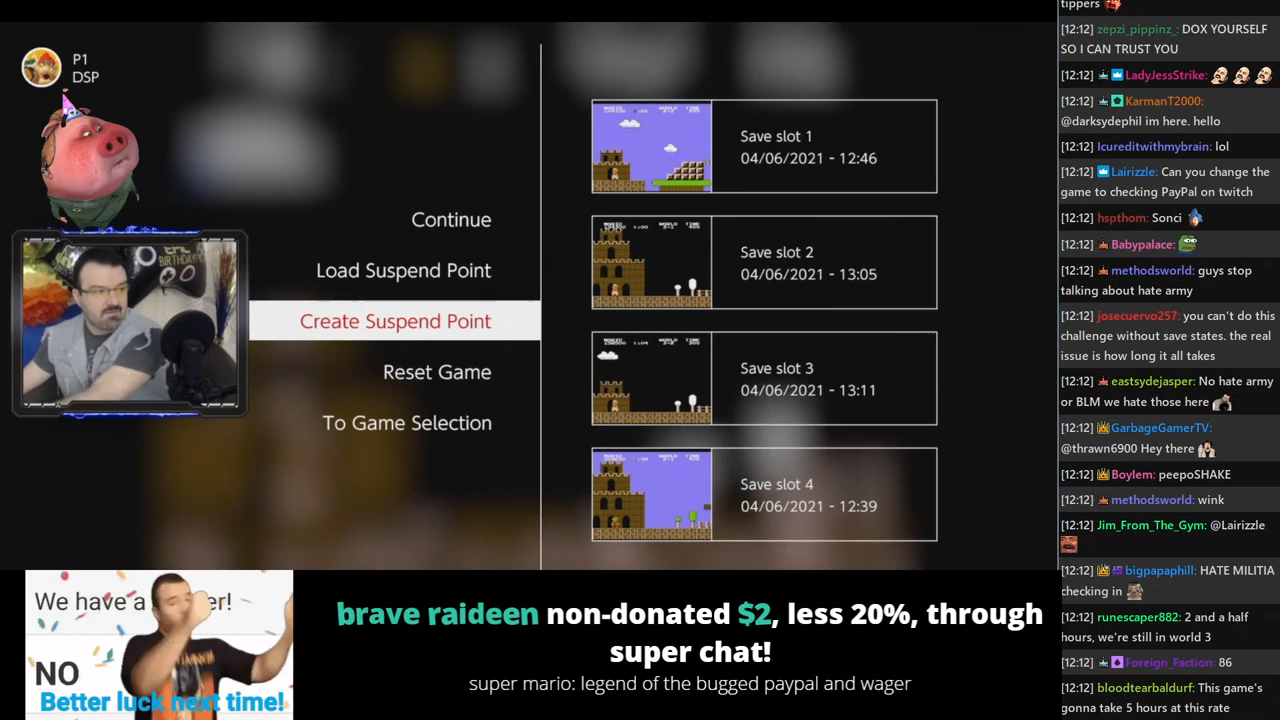 P1
DSP
Continue
Load Suspend Point
Create Suspend Point
Reset Game
To Game Selection
Save slot 1
04/06/2021 - 12:46
Save slot 2
04/06/2021 - 13:05
Save slot 3
04/06/2021 - 13:11
Save slot 4
04/06/2021 - 12:39
We have a
NO
Better luck next time!
brave raideen non-donated $2, less 20%, through
super chat!
super mario: legend of the bugged paypal and wager
tippers
[12:12] zepzi_pippinz_: DOX YOURSELF
SO I CAN TRUST YOU
[12:12] LadyJessStrike:
[12:12] KarmanT2000:
@darksydephil im here. hello
[12:12] Icureditwithmybrain: lol
[12:12] Lairizzle: Can you change the
game to checking PayPal on twitch
[12:12] hspthom: Sonci
[12:12] Babypalace:
[12:12] methodsworld: guys stop
talking about hate army
[12:12] josecuervo257: you can't do this
challenge without save states. the real
issue is how long it all takes
[12:12] eastsydejasper: No hate army
or BLM we hate those here
[12:12] GarbageGamerTV:
@thrawn6900 Hey there
[12:12] Boylem: peepoSHAKE
[12:12] methodsworld: wink
[12:12] Jim_From_The_Gym: @Lairizzle
[12:12] bigpapaphill: HATE MILITIA
checking in
[12:12] runescaper882: 2 and a half
hours, we're still in world 3
[12:12] Foreign_Faction: 86
[12:12] bloodtearbaldurf: This game's
gonna take 5 hours at this rate